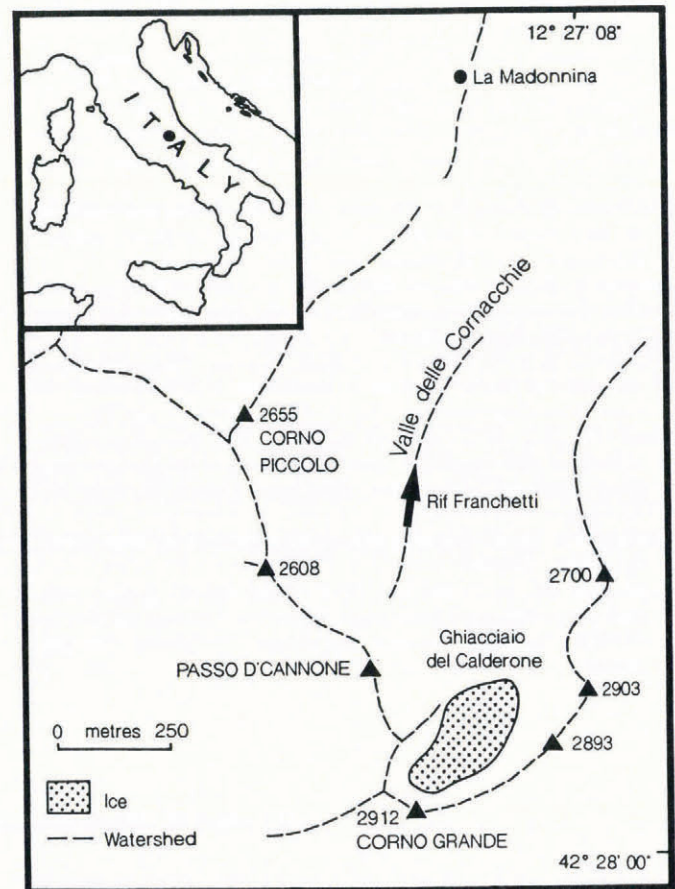 12° 27' 08"
La Madonnina
ITALY
Valle delle Cornacchie
2655
CORNO
PICCOLO
Rif Franchetti
2608
2700
Ghiacciaio
del Calderone
PASSO D'CANNONE
2903
0 metres 250
2893
Ice
2912
Watershed
CORNO GRANDE
42° 28' 00"